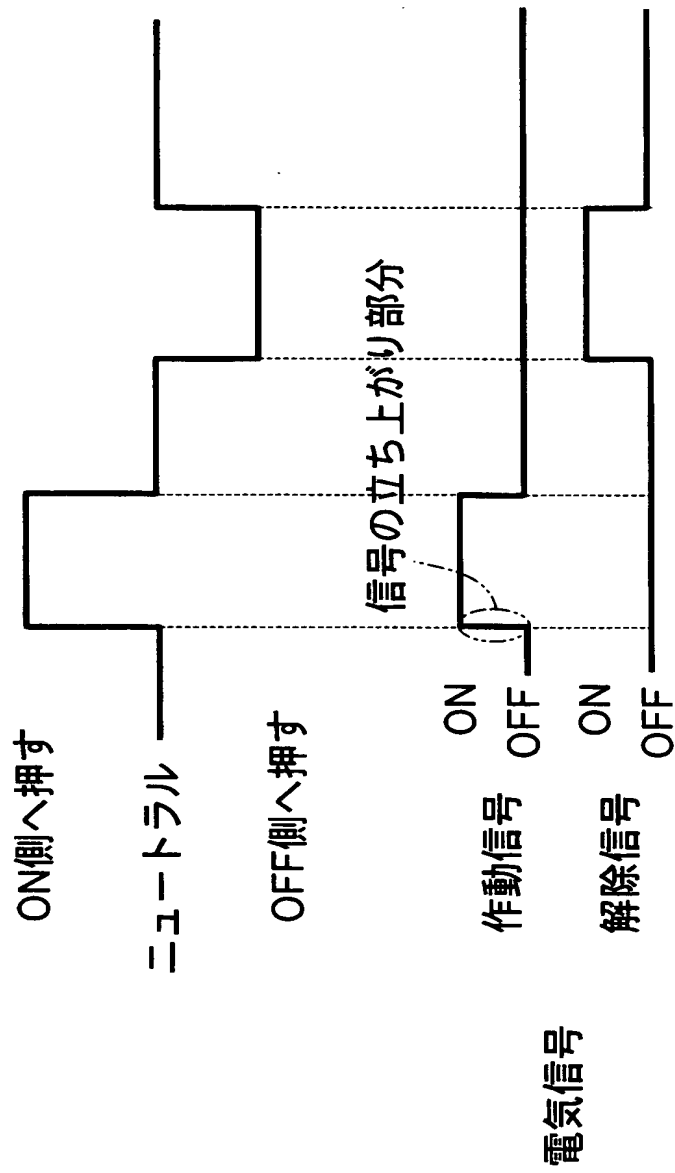 ON側へ押す
ニュートラル
OFF側へ押す
信号の立ち上がり部分
電気信号
作動信号
ON
OFF
解除信号
ON
OFF